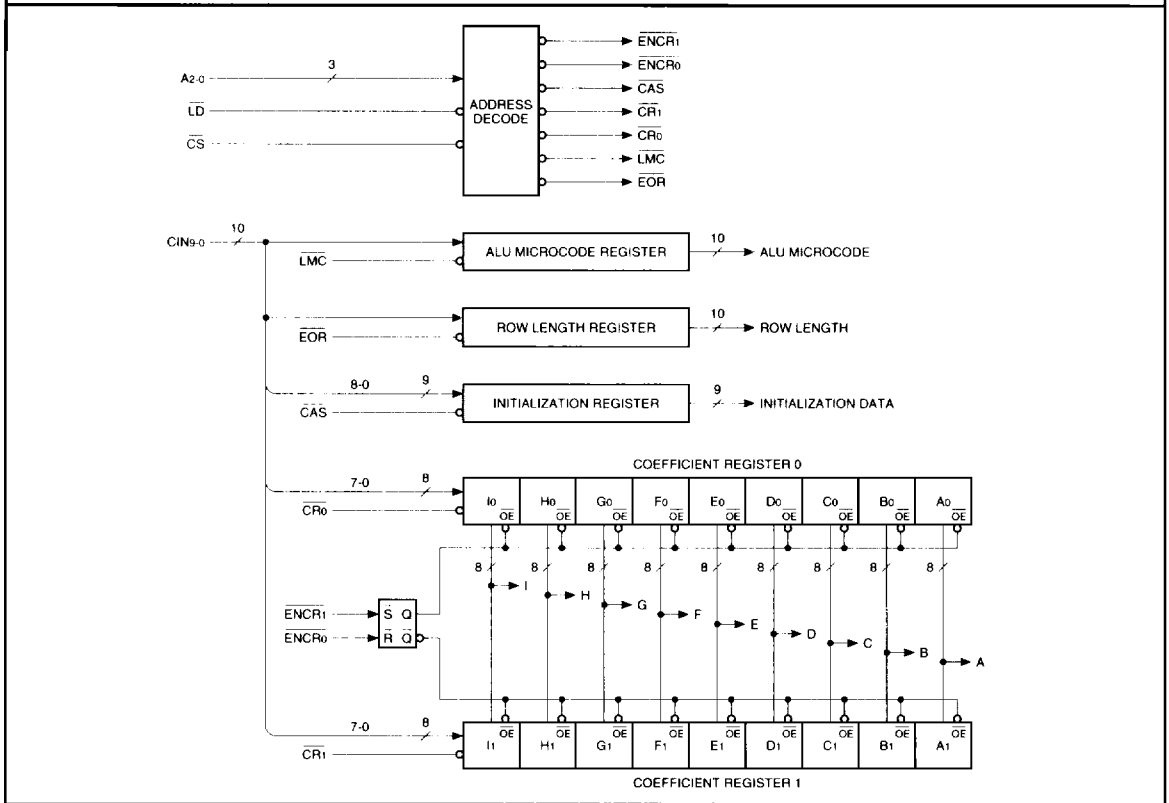 A2-0
3
LD
CS
ADDRESS
DECODE
ENCR1
ENCR0
CAS
CR1
CR0
LMC
EOR
CIN9-0
10
LMC
ALU MICROCODE REGISTER
10
ALU MICROCODE
EOR
ROW LENGTH REGISTER
10
ROW LENGTH
8-0
9
CAS
INITIALIZATION REGISTER
9
INITIALIZATION DATA
COEFFICIENT REGISTER 0
7-0
8
CR0
I0 H0 G0 F0 E0 D0 C0 B0 A0
OE OE OE OE OE OE OE OE OE
8 8 8 8 8 8 8 8 8
I
H
G
F
E
D
C
B
A
ENCR1
S Q
ENCR0
R Q
7-0
8
CR1
OE OE OE OE OE OE OE OE OE
I1 H1 G1 F1 E1 D1 C1 B1 A1
COEFFICIENT REGISTER 1